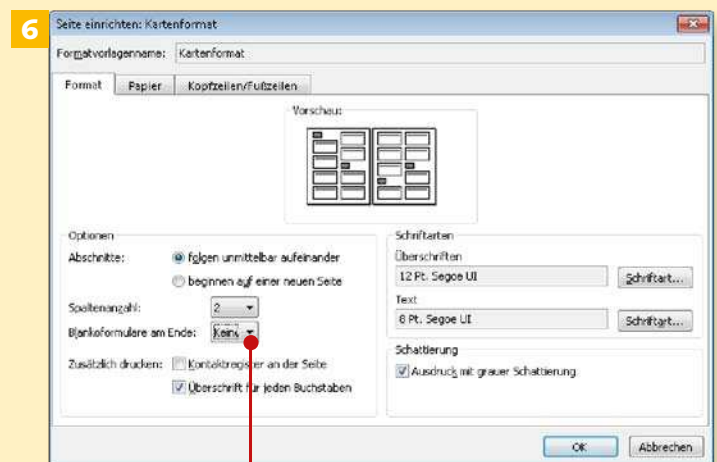 6
Seite einrichten: Kartenformat
Formatvorlagenname: Kartenformat
Format Papier Kopfzeilen/Fußzeilen
Vorschau:
Optionen
Abschnitte: folgen unmittelbar aufeinander
beginnen auf einer neuen Seite
Spaltenanzahl: 2
Blankoformulare am Ende:
Zusätzlich drucken: Kontaktregister an der Seite
Überschrift für jeden Buchstaben
Schriftarten
Überschriften
12 Pt. Segoe UI Schriftart...
Text
8 Pt. Segoe UI Schriftart...
Schattierung
Ausdruck mit grauer Schattierung
OK Abbrechen